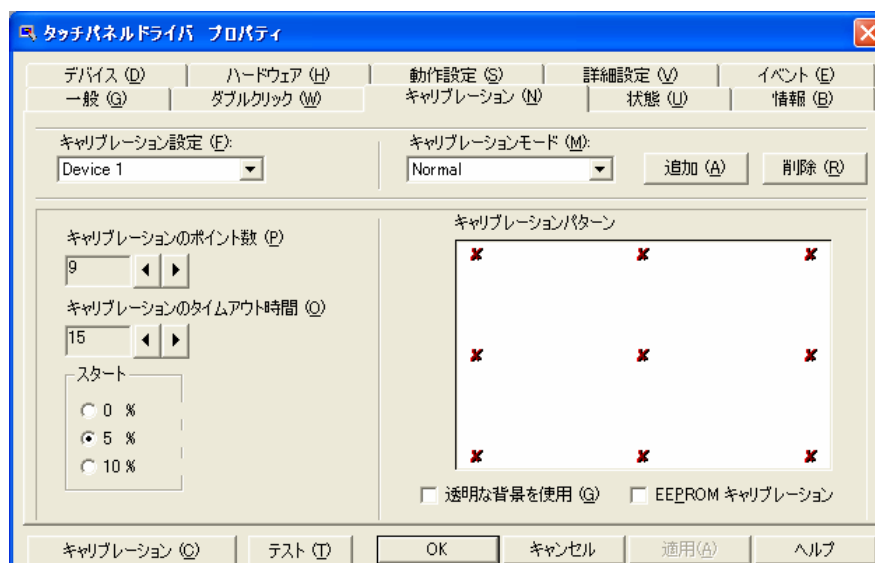 タッチパネルドライバ プロパティ
デバイス (D) ハードウェア (H) 動作設定 (S) 詳細設定 (V) イベント (E)
一般 (G) ダブルクリック (W) キャリブレーション (N) 状態 (U) 情報 (B)
キャリブレーション設定 (F): キャリブレーションモード (M):
Device 1 Normal 追加 (A) 削除 (R)
キャリブレーションのポイント数 (P) キャリブレーションパターン
9
キャリブレーションのタイムアウト時間 (O)
15
スタート
0 %
5 %
10 %
透明な背景を使用 (G) EEPROM キャリブレーション
キャリブレーション (C) テスト (T) OK キャンセル 適用(A) ヘルプ